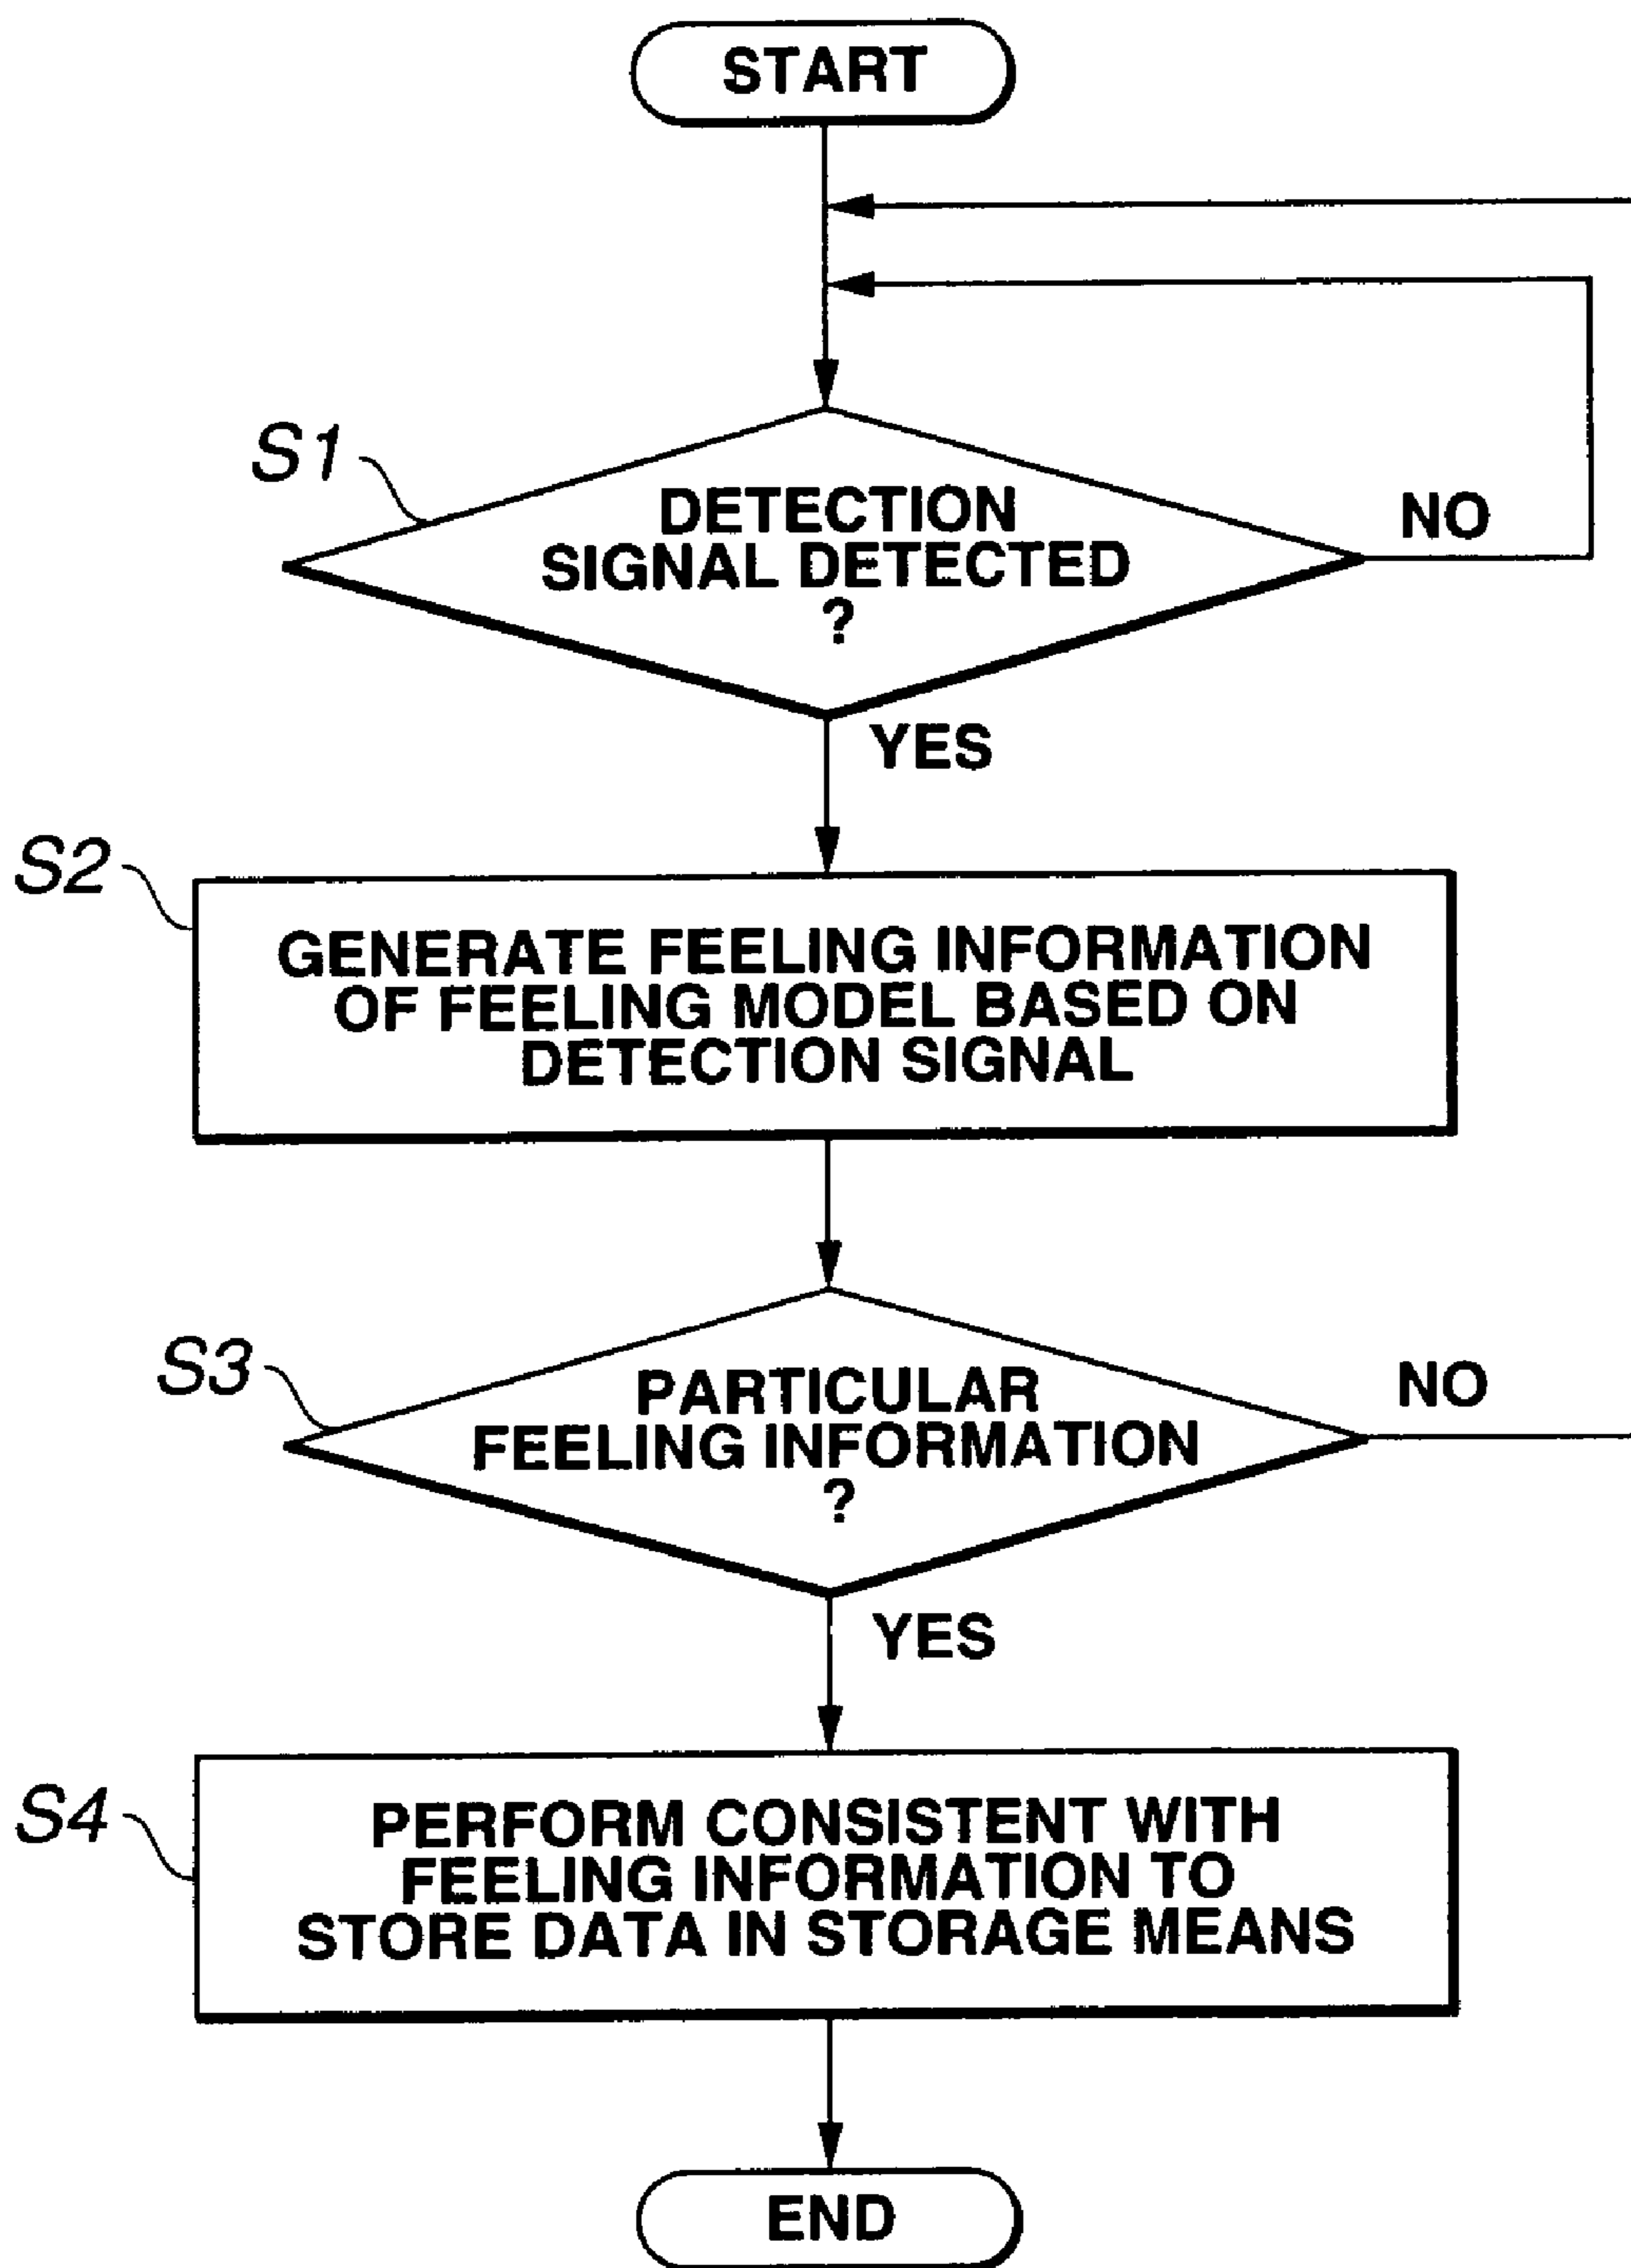 START
S1
DETECTION
SIGNAL DETECTED
?
NO
YES
S2
GENERATE FEELING INFORMATION
OF FEELING MODEL BASED ON
DETECTION SIGNAL
S3
PARTICULAR
FEELING INFORMATION
?
NO
YES
S4
PERFORM CONSISTENT WITH
FEELING INFORMATION TO
STORE DATA IN STORAGE MEANS
END